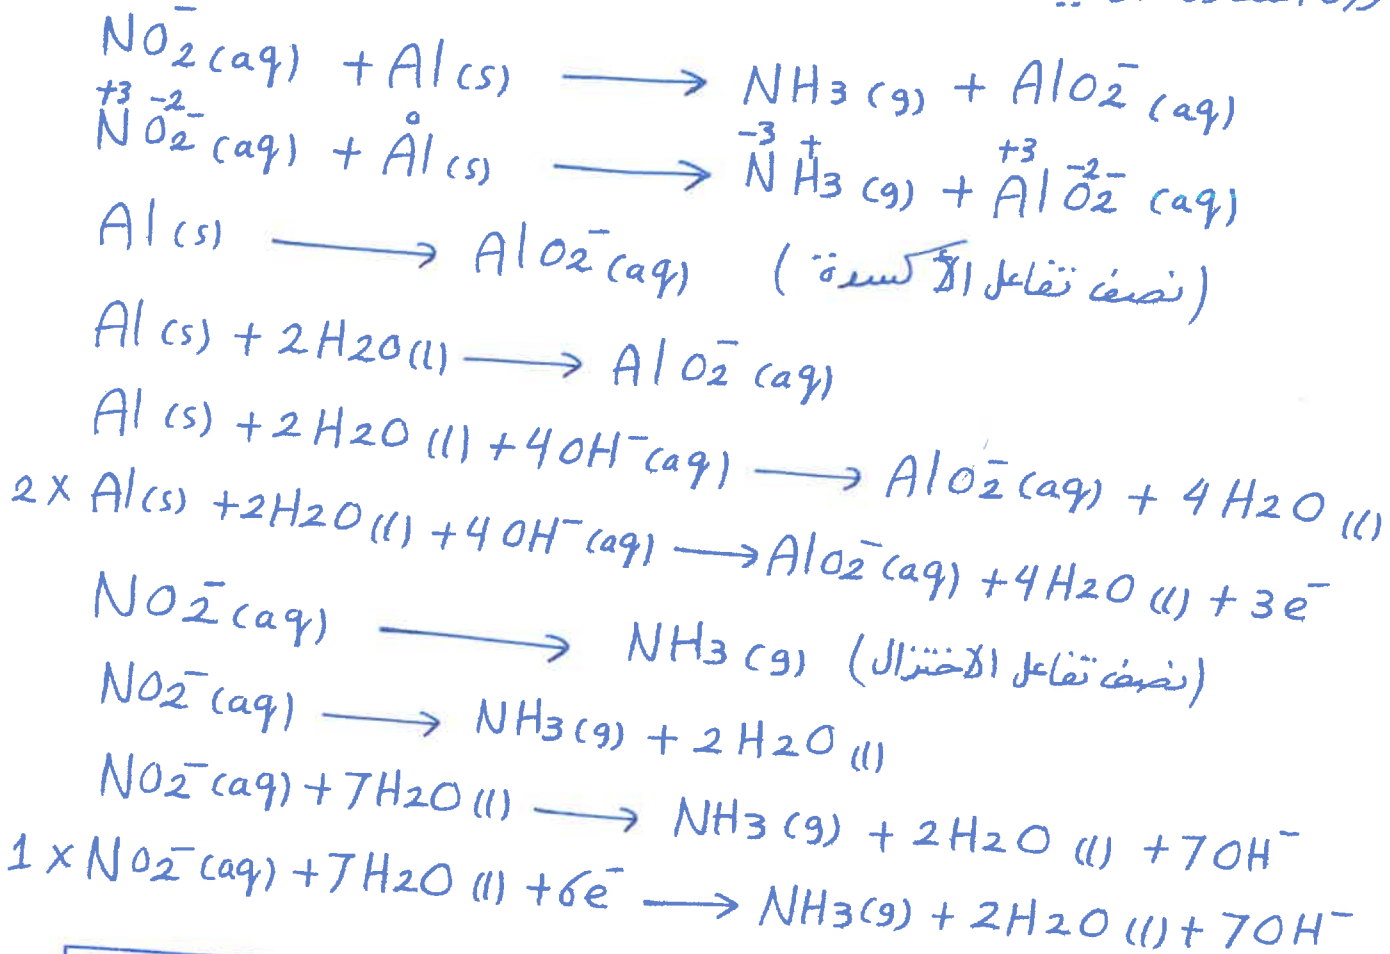 NO₂⁻(aq) + Al(s) ⟶ NH3(g) + AlO₂⁻(aq)
+3 -2 0 -3 + +3 -2
NO₂⁻(aq) + Al(s) ⟶ NH3(g) + AlO₂⁻(aq)
Al(s) ⟶ AlO₂⁻(aq) (نصف تفاعل الأكسدة)
Al(s) + 2H2O(l) ⟶ AlO₂⁻(aq)
Al(s) + 2H2O(l) + 4OH⁻(aq) ⟶ AlO₂⁻(aq) + 4H2O(l)
2 × Al(s) + 2H2O(l) + 4OH⁻(aq) ⟶ AlO₂⁻(aq) + 4H2O(l) + 3e⁻
NO₂⁻(aq) ⟶ NH3(g) (نصف تفاعل الاختزال)
NO₂⁻(aq) ⟶ NH3(g) + 2H2O(l)
NO₂⁻(aq) + 7H2O(l) ⟶ NH3(g) + 2H2O(l) + 7OH⁻
1 × NO₂⁻(aq) + 7H2O(l) + 6e⁻ ⟶ NH3(g) + 2H2O(l) + 7OH⁻